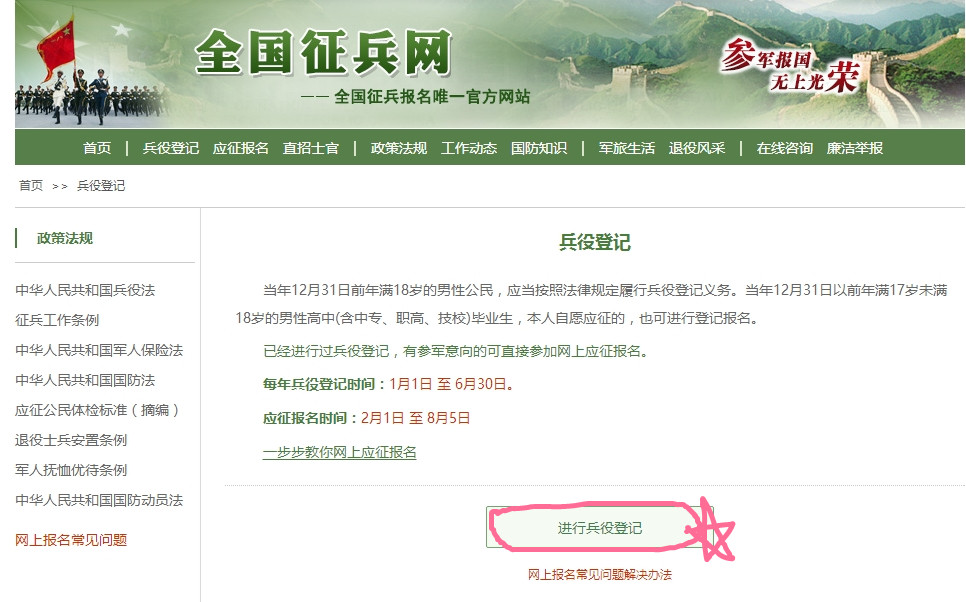 全国征兵网
—— 全国征兵报名唯一官方网站
参军报国
无上光荣
首页 | 兵役登记 应征报名 直招士官 | 政策法规 工作动态 国防知识 | 军旅生活 退役风采 | 在线咨询 廉洁举报
首页 >> 兵役登记
政策法规
中华人民共和国兵役法
征兵工作条例
中华人民共和国军人保险法
中华人民共和国国防法
应征公民体检标准（摘编）
退役士兵安置条例
军人抚恤优待条例
中华人民共和国国防动员法
网上报名常见问题
兵役登记
当年12月31日前年满18岁的男性公民，应当按照法律规定履行兵役登记义务。当年12月31日以前年满17岁未满
18岁的男性高中(含中专、职高、技校)毕业生，本人自愿应征的，也可进行登记报名。
已经进行过兵役登记，有参军意向的可直接参加网上应征报名。
每年兵役登记时间：1月1日 至 6月30日。
应征报名时间：2月1日 至 8月5日
一步步教你网上应征报名
进行兵役登记
网上报名常见问题解决办法